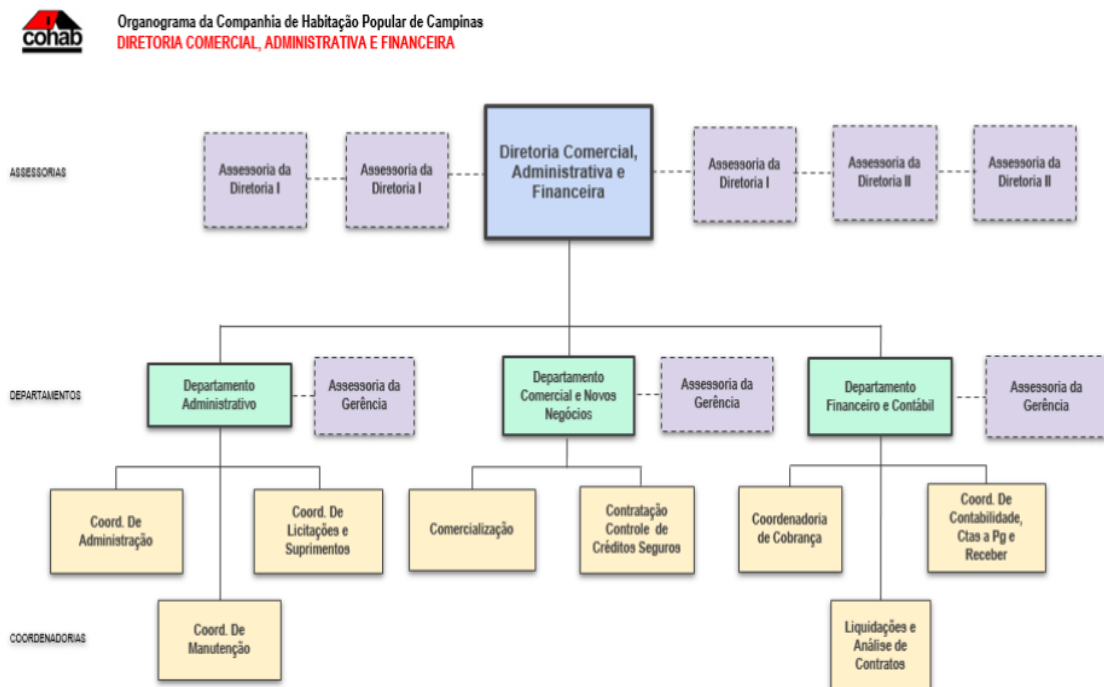 cohab
Organograma da Companhia de Habitação Popular de Campinas
DIRETORIA COMERCIAL, ADMINISTRATIVA E FINANCEIRA
ASSESSORIAS
Assessoria da
Diretoria I
Assessoria da
Diretoria I
Diretoria Comercial,
Administrativa e
Financeira
Assessoria da
Diretoria I
Assessoria da
Diretoria II
Assessoria da
Diretoria II
DEPARTAMENTOS
Departamento
Administrativo
Assessoria da
Gerência
Departamento
Comercial e Novos
Negócios
Assessoria da
Gerência
Departamento
Financeiro e Contábil
Assessoria da
Gerência
Coord. De
Administração
Coord. De
Licitações e
Suprimentos
Comercialização
Contratação
Controle de
Créditos Seguros
Coordenadoria
de Cobrança
Coord. De
Contabilidade,
Ctas a Pg e
Receber
COORDENADORIAS
Coord. De
Manutenção
Liquidações e
Análise de
Contratos